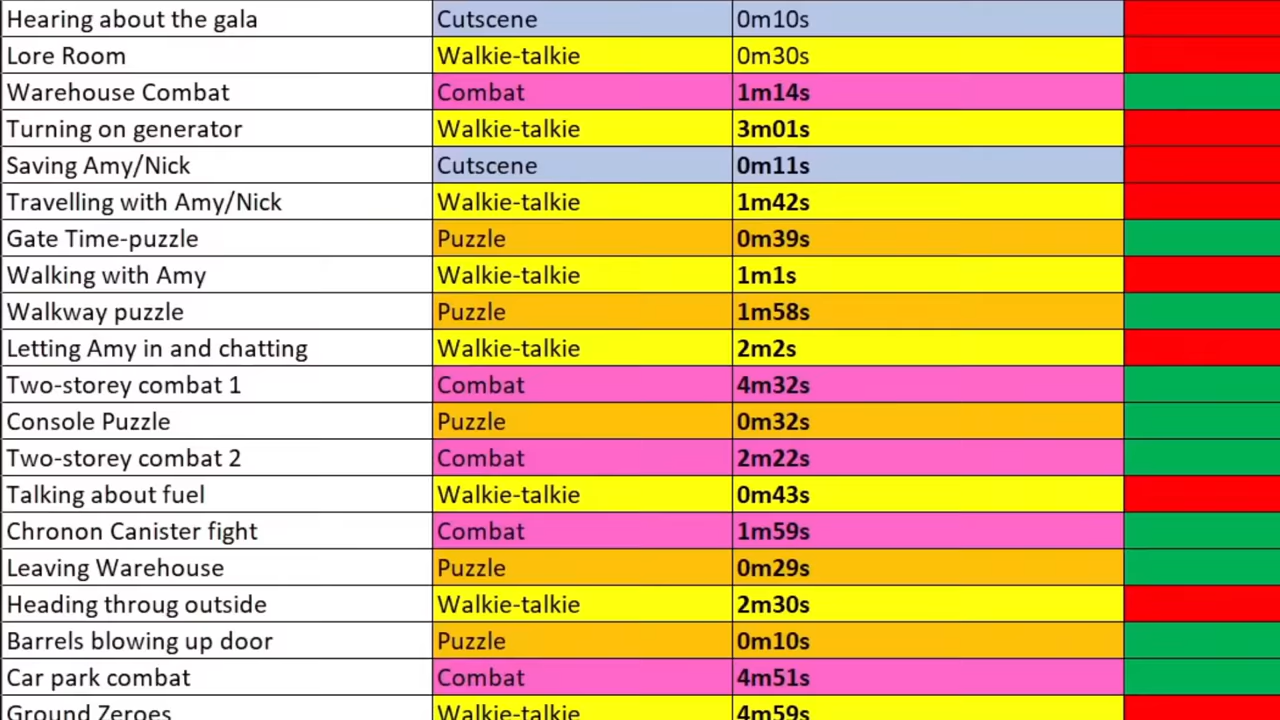 Hearing about the gala Cutscene 0m10s
Lore Room Walkie-talkie 0m30s
Warehouse Combat Combat 1m14s
Turning on generator Walkie-talkie 3m01s
Saving Amy/Nick Cutscene 0m11s
Travelling with Amy/Nick Walkie-talkie 1m42s
Gate Time-puzzle Puzzle 0m39s
Walking with Amy Walkie-talkie 1m1s
Walkway puzzle Puzzle 1m58s
Letting Amy in and chatting Walkie-talkie 2m2s
Two-storey combat 1 Combat 4m32s
Console Puzzle Puzzle 0m32s
Two-storey combat 2 Combat 2m22s
Talking about fuel Walkie-talkie 0m43s
Chronon Canister fight Combat 1m59s
Leaving Warehouse Puzzle 0m29s
Heading throug outside Walkie-talkie 2m30s
Barrels blowing up door Puzzle 0m10s
Car park combat Combat 4m51s
Ground Zeroes Walkie-talkie 4m59s